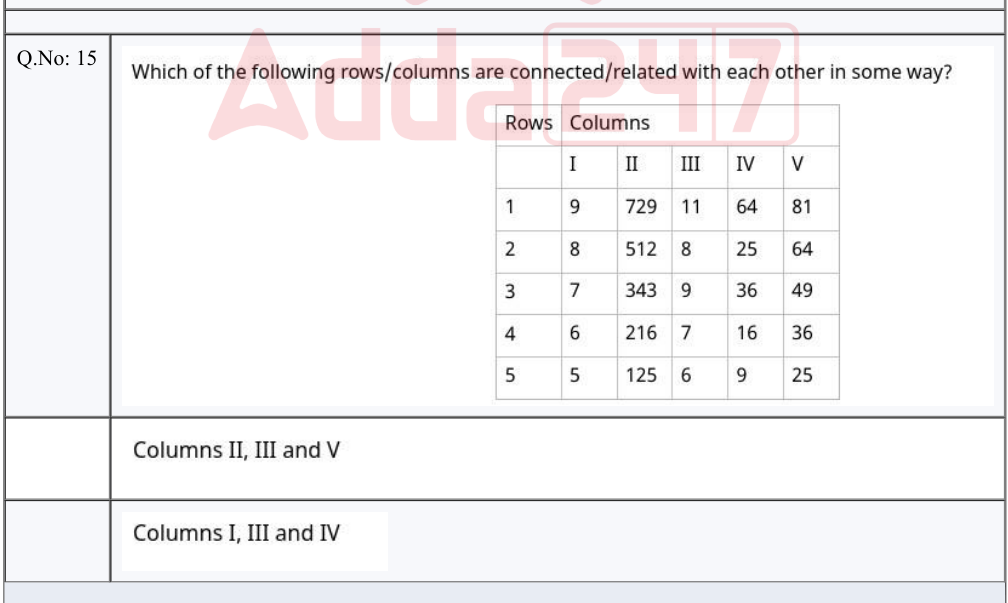 Adda247
Q.No: 15
Which of the following rows/columns are connected/related with each other in some way?
Rows Columns
I II III IV V
1 9 729 11 64 81
2 8 512 8 25 64
3 7 343 9 36 49
4 6 216 7 16 36
5 5 125 6 9 25
Columns II, III and V
Columns I, III and IV